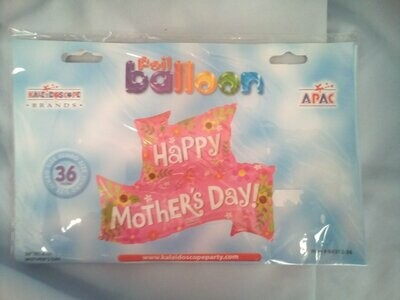 foil
balloon
KALEIDOSCOPE
BRANDS
APAC
36
HAPPY
MOTHER'S DAY!
www.kaleidoscopeparty.com